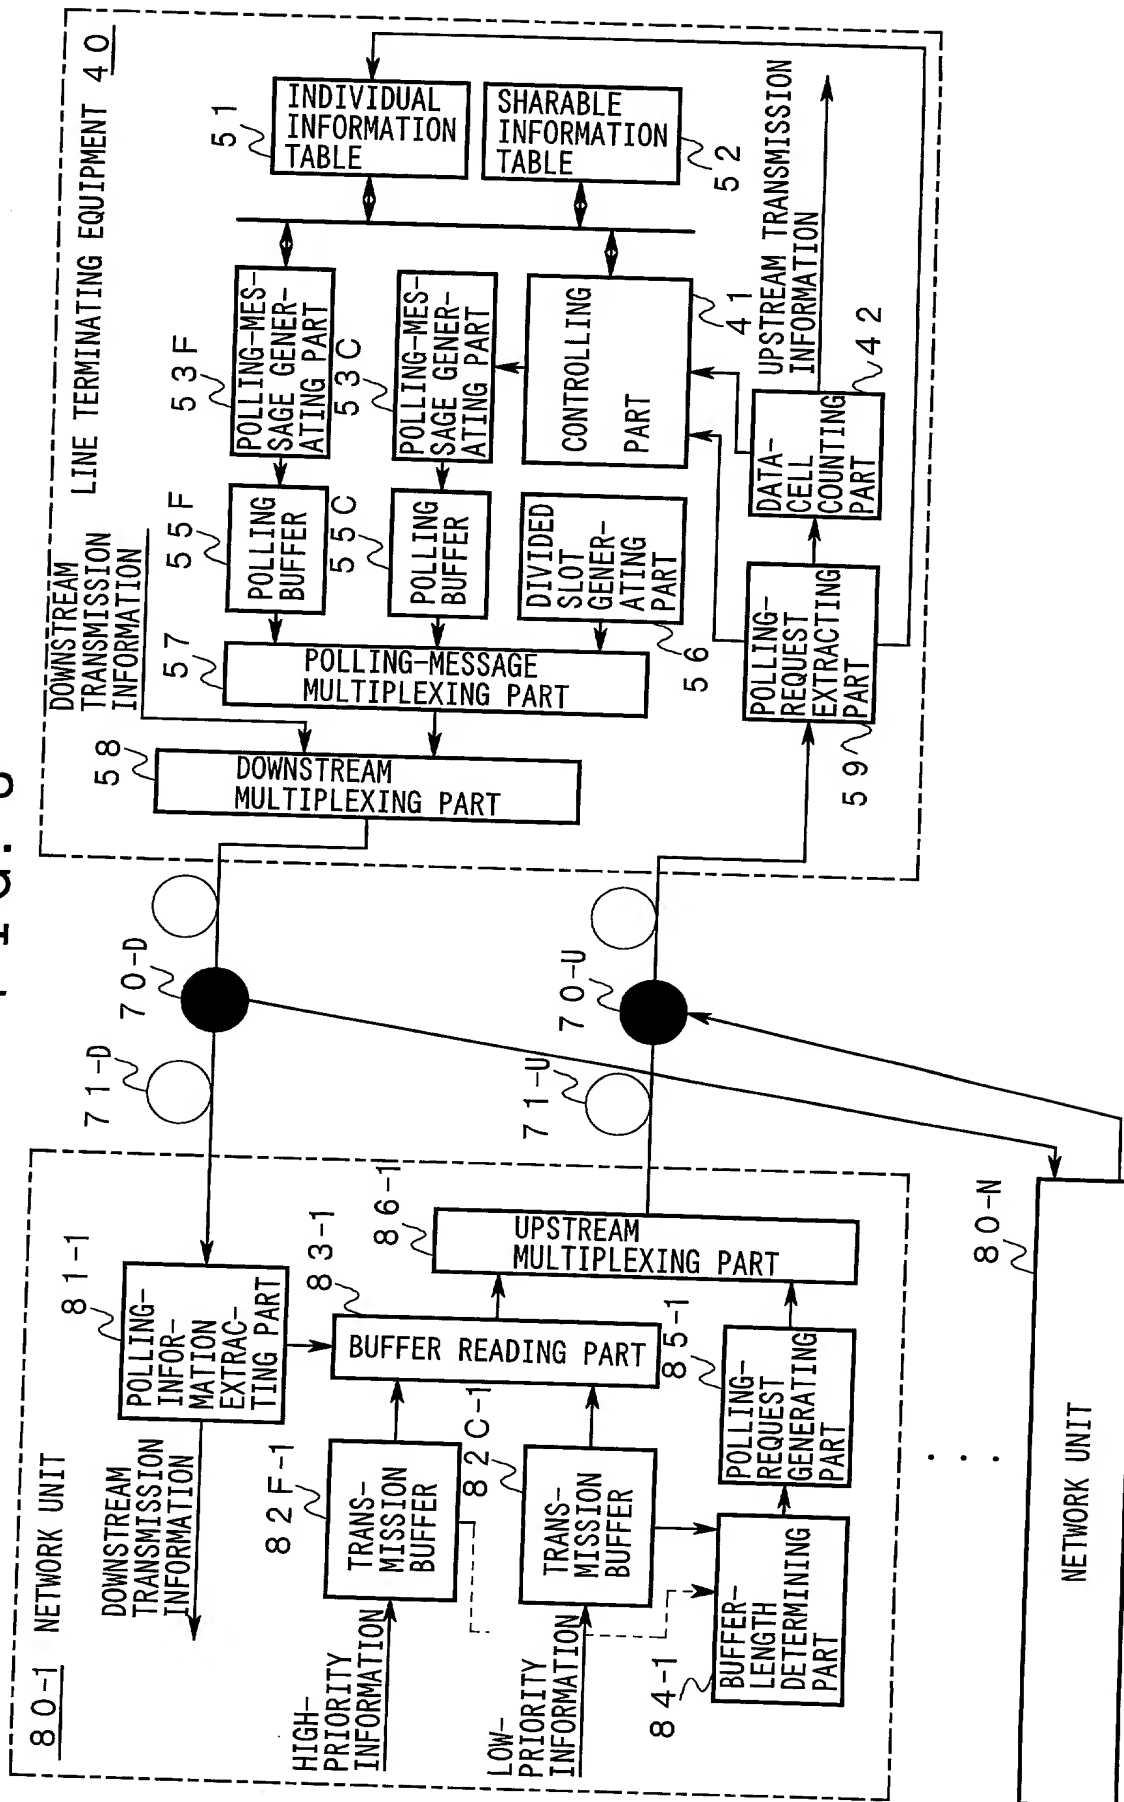 80-1 NETWORK UNIT
DOWNSTREAM
TRANSMISSION
INFORMATION
81-1
POLLING-
INFOR-
MATION
EXTRAC-
TING PART
HIGH-
PRIORITY
INFORMATION
82F-1
TRANS-
MISSION
BUFFER
83-1
BUFFER READING PART
LOW-
PRIORITY
INFORMATION
82C-1
TRANS-
MISSION
BUFFER
86-1
UPSTREAM
MULTIPLEXING PART
84-1
BUFFER-
LENGTH
DETERMINING
PART
85-1
POLLING-
REQUEST
GENERATING
PART
. . .
80-N
NETWORK UNIT
71-D
70-D
71-U
70-U
LINE TERMINATING EQUIPMENT 40
DOWNSTREAM
TRANSMISSION
INFORMATION
58
DOWNSTREAM
MULTIPLEXING PART
57
POLLING-MESSAGE
MULTIPLEXING PART
55F
POLLING
BUFFER
53F
POLLING-MES-
SAGE GENER-
ATING PART
51
INDIVIDUAL
INFORMATION
TABLE
55C
POLLING
BUFFER
53C
POLLING-MES-
SAGE GENER-
ATING PART
SHARABLE
INFORMATION
TABLE
52
DIVIDED
SLOT
GENER-
ATING
PART
56
CONTROLLING
PART
41
59
POLLING-
REQUEST
EXTRACTING
PART
DATA-
CELL
COUNTING
PART
42
UPSTREAM TRANSMISSION
INFORMATION